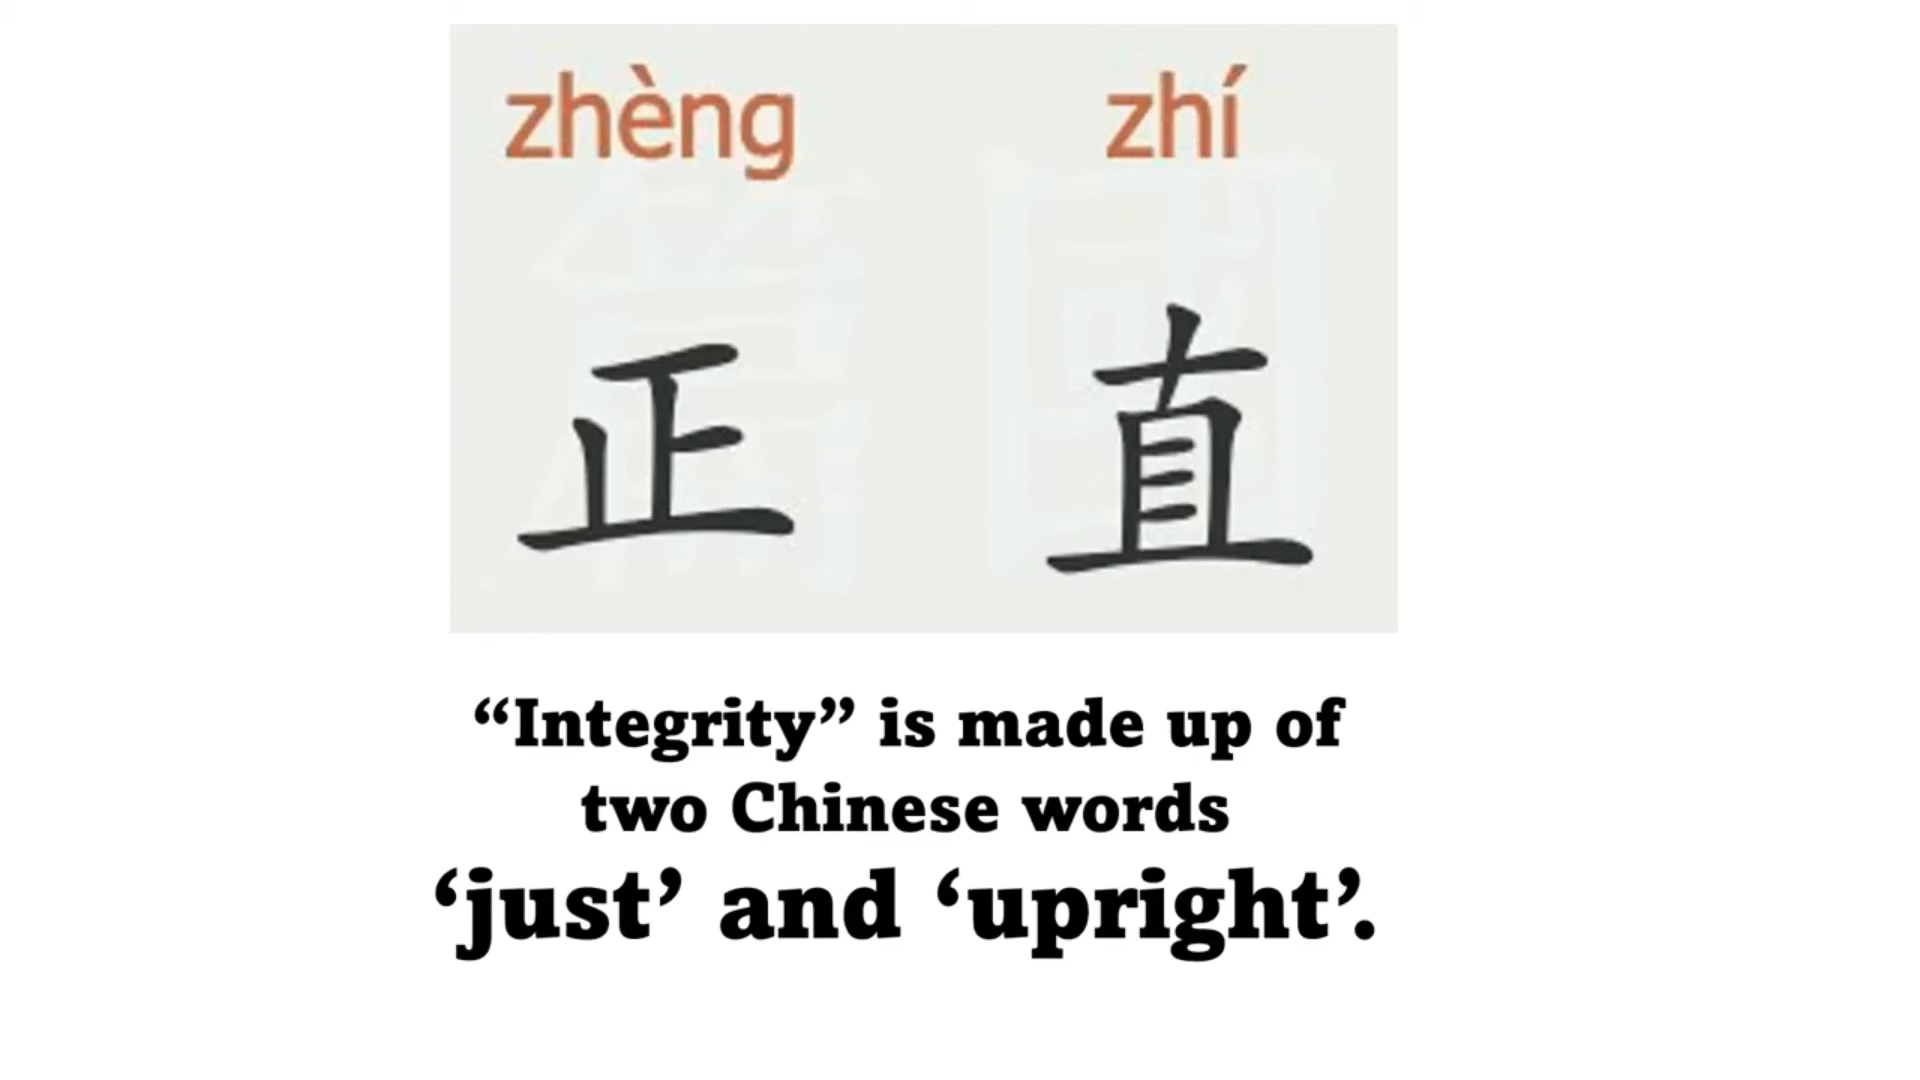 zhèng zhí
正 直
“Integrity” is made up of
two Chinese words
‘just’ and ‘upright’.